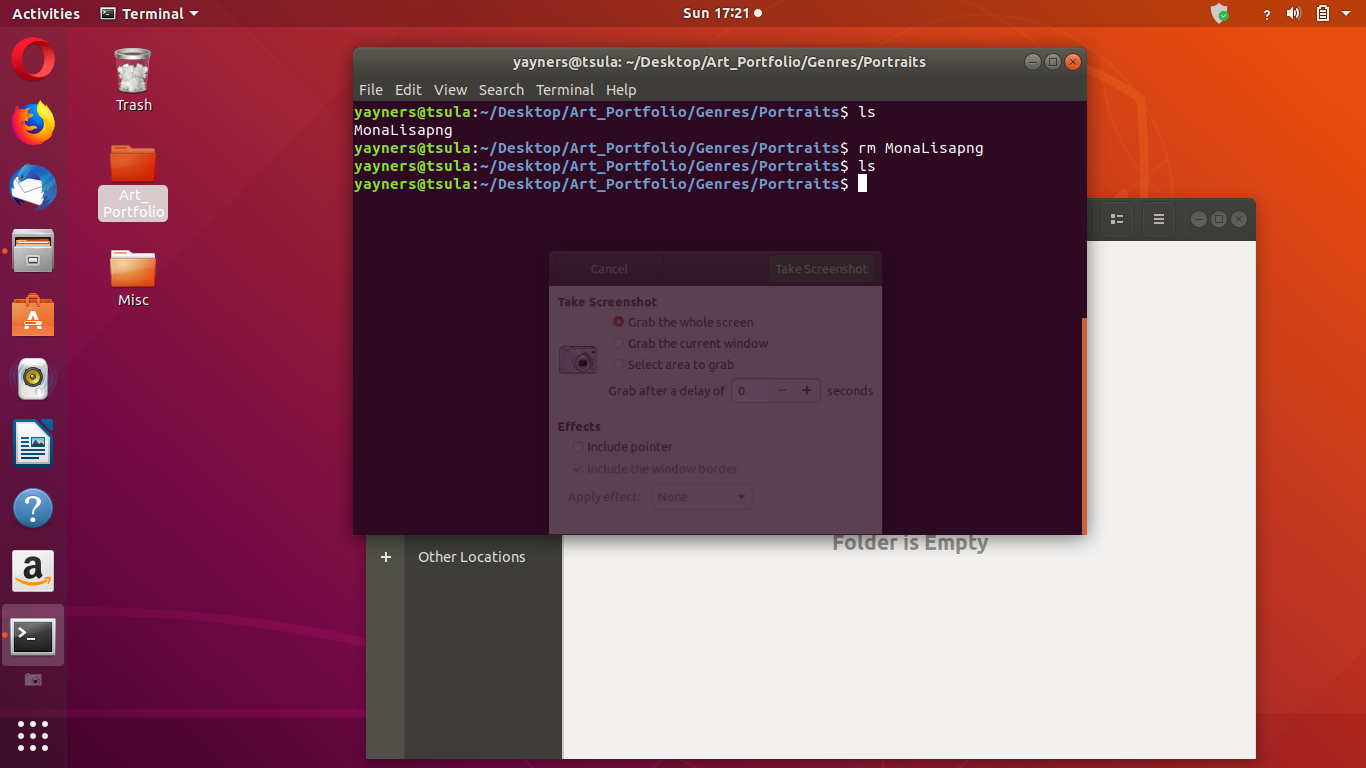 Activities Terminal Sun 17:21 ?
Trash
Art_
Portfolio
Misc
yayners@tsula: ~/Desktop/Art_Portfolio/Genres/Portraits
File Edit View Search Terminal Help
yayners@tsula:~/Desktop/Art_Portfolio/Genres/Portraits$ ls
MonaLisapng
yayners@tsula:~/Desktop/Art_Portfolio/Genres/Portraits$ rm MonaLisapng
yayners@tsula:~/Desktop/Art_Portfolio/Genres/Portraits$ ls
yayners@tsula:~/Desktop/Art_Portfolio/Genres/Portraits$
Cancel Take Screenshot
Take Screenshot
Grab the whole screen
Grab the current window
Select area to grab
Grab after a delay of 0 − + seconds
Effects
Include pointer
Include the window border
Apply effect: None
+ Other Locations
Folder is Empty